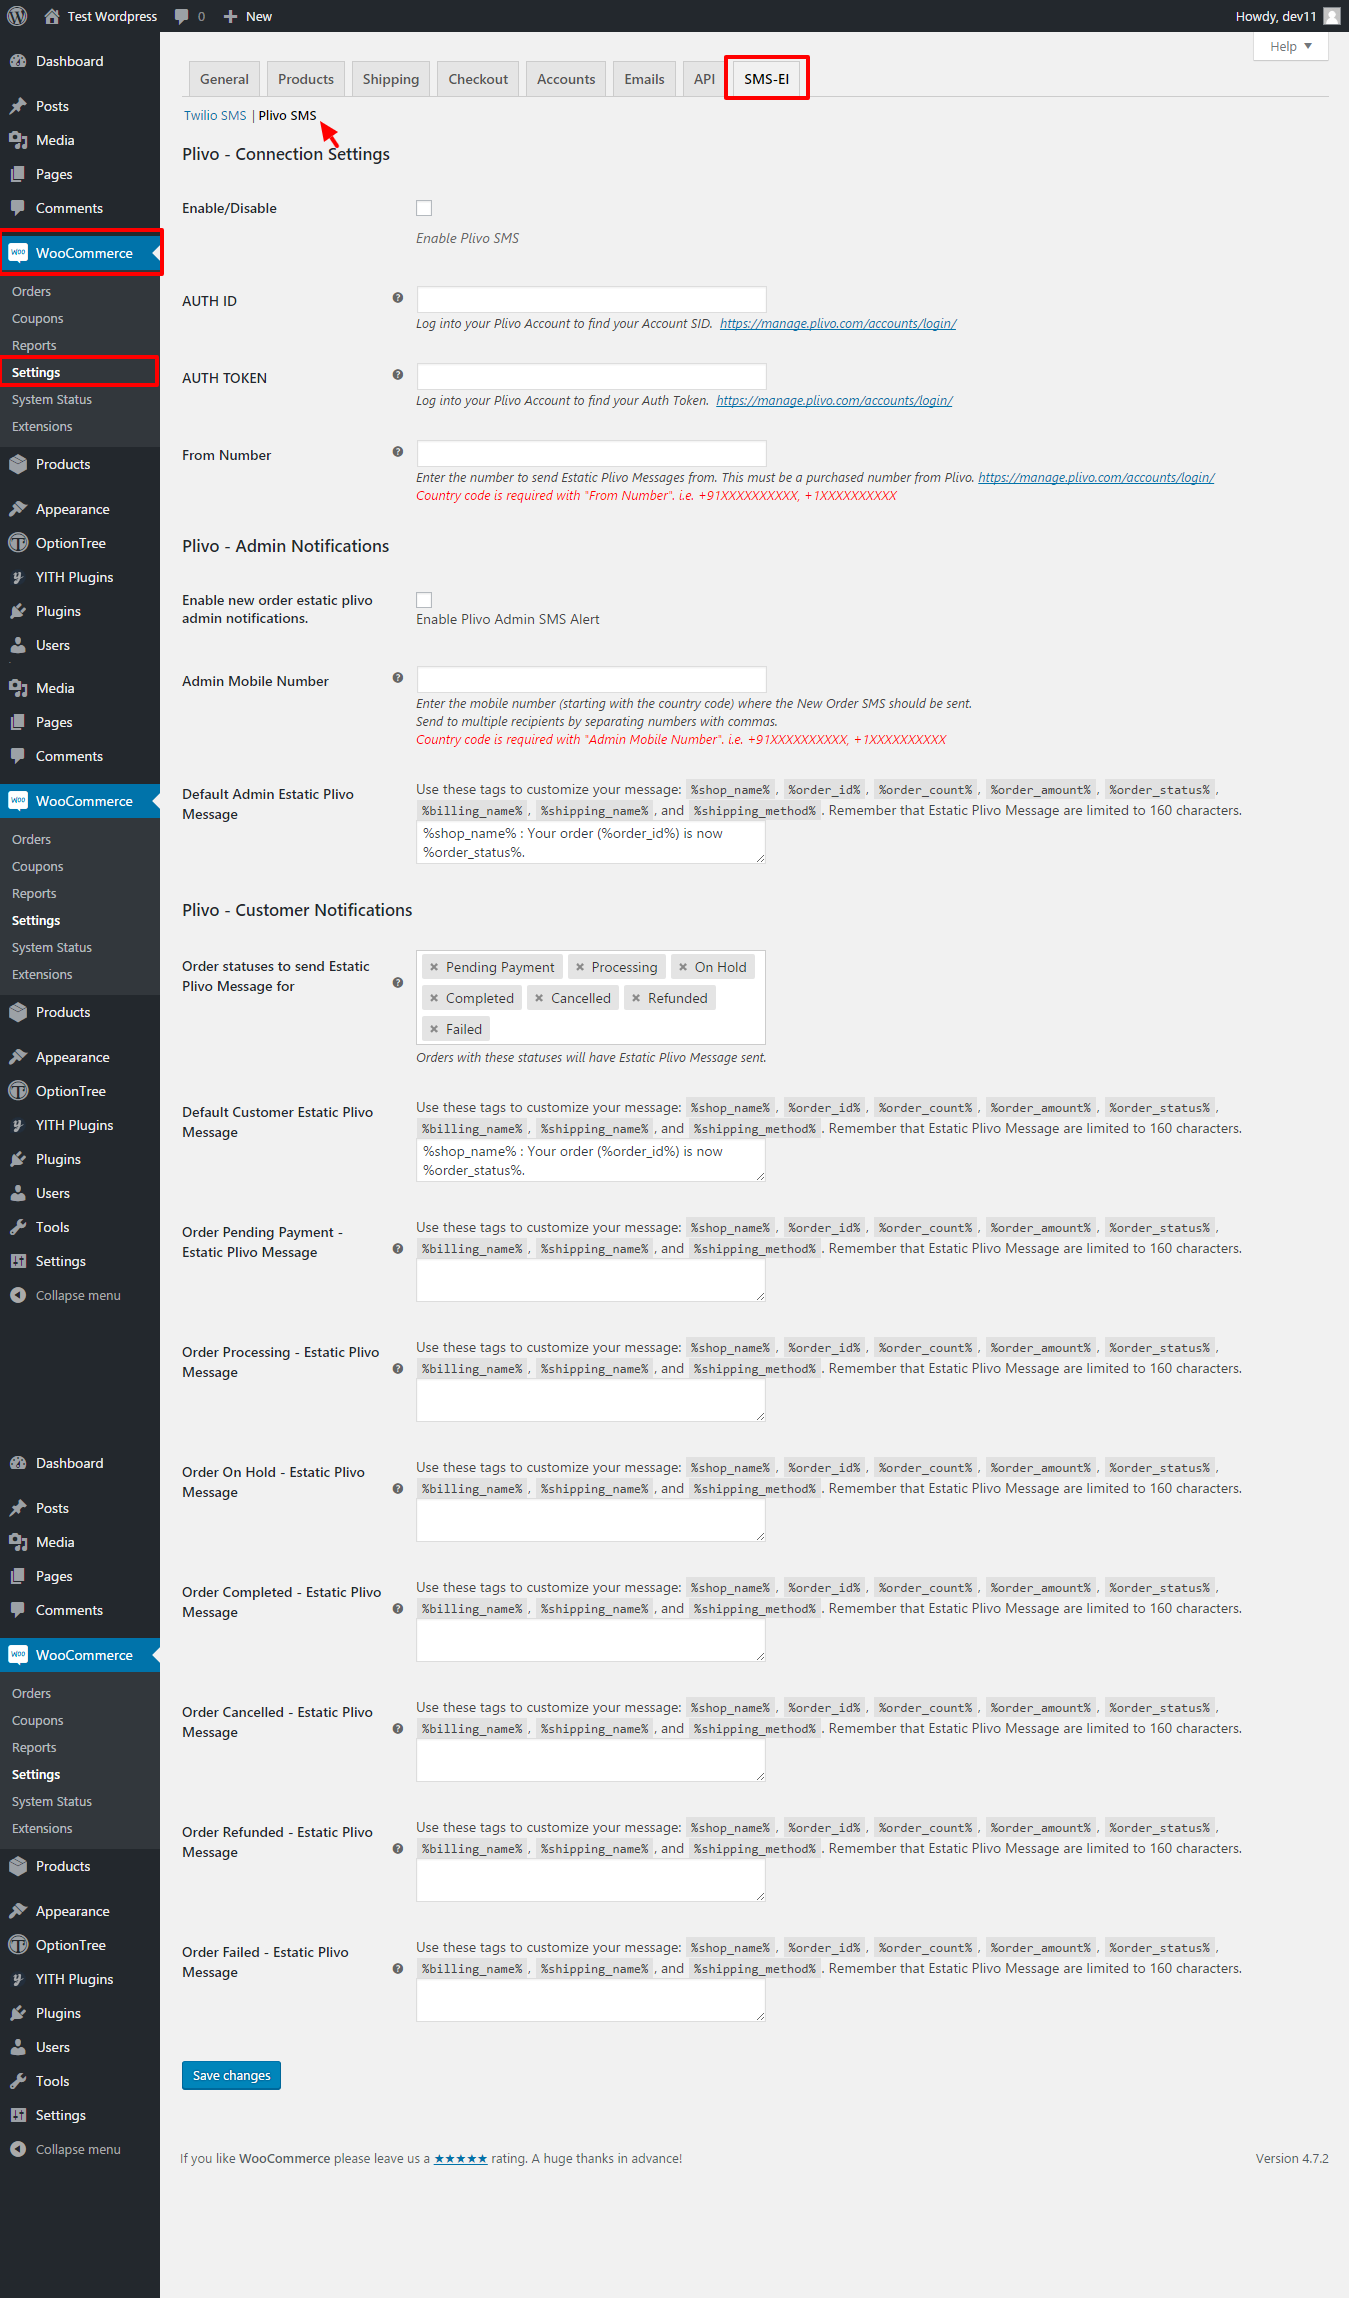 Test Wordpress 0 New Howdy, dev11
Help
Dashboard
Posts
Media
Pages
Comments
WooCommerce
Orders
Coupons
Reports
Settings
System Status
Extensions
Products
Appearance
OptionTree
YITH Plugins
Plugins
Users
Media
Pages
Comments
WooCommerce
Orders
Coupons
Reports
Settings
System Status
Extensions
Products
Appearance
OptionTree
YITH Plugins
Plugins
Users
Tools
Settings
Collapse menu
Dashboard
Posts
Media
Pages
Comments
WooCommerce
Orders
Coupons
Reports
Settings
System Status
Extensions
Products
Appearance
OptionTree
YITH Plugins
Plugins
Users
Tools
Settings
Collapse menu
General Products Shipping Checkout Accounts Emails API SMS-EI
Twilio SMS | Plivo SMS
Plivo - Connection Settings
Enable/Disable
Enable Plivo SMS
AUTH ID
Log into your Plivo Account to find your Account SID. https://manage.plivo.com/accounts/login/
AUTH TOKEN
Log into your Plivo Account to find your Auth Token. https://manage.plivo.com/accounts/login/
From Number
Enter the number to send Estatic Plivo Messages from. This must be a purchased number from Plivo. https://manage.plivo.com/accounts/login/
Country code is required with "From Number". i.e. +91XXXXXXXXXX, +1XXXXXXXXXX
Plivo - Admin Notifications
Enable new order estatic plivo
admin notifications.
Enable Plivo Admin SMS Alert
Admin Mobile Number
Enter the mobile number (starting with the country code) where the New Order SMS should be sent.
Send to multiple recipients by separating numbers with commas.
Country code is required with "Admin Mobile Number". i.e. +91XXXXXXXXXX, +1XXXXXXXXXX
Default Admin Estatic Plivo
Message
Use these tags to customize your message: %shop_name% , %order_id% , %order_count% , %order_amount% , %order_status% ,
%billing_name% , %shipping_name% , and %shipping_method% . Remember that Estatic Plivo Message are limited to 160 characters.
%shop_name% : Your order (%order_id%) is now
%order_status%.
Plivo - Customer Notifications
Order statuses to send Estatic
Plivo Message for
× Pending Payment × Processing × On Hold
× Completed × Cancelled × Refunded
× Failed
Orders with these statuses will have Estatic Plivo Message sent.
Default Customer Estatic Plivo
Message
Use these tags to customize your message: %shop_name% , %order_id% , %order_count% , %order_amount% , %order_status% ,
%billing_name% , %shipping_name% , and %shipping_method% . Remember that Estatic Plivo Message are limited to 160 characters.
%shop_name% : Your order (%order_id%) is now
%order_status%.
Order Pending Payment -
Estatic Plivo Message
Use these tags to customize your message: %shop_name% , %order_id% , %order_count% , %order_amount% , %order_status% ,
%billing_name% , %shipping_name% , and %shipping_method% . Remember that Estatic Plivo Message are limited to 160 characters.
Order Processing - Estatic Plivo
Message
Use these tags to customize your message: %shop_name% , %order_id% , %order_count% , %order_amount% , %order_status% ,
%billing_name% , %shipping_name% , and %shipping_method% . Remember that Estatic Plivo Message are limited to 160 characters.
Order On Hold - Estatic Plivo
Message
Use these tags to customize your message: %shop_name% , %order_id% , %order_count% , %order_amount% , %order_status% ,
%billing_name% , %shipping_name% , and %shipping_method% . Remember that Estatic Plivo Message are limited to 160 characters.
Order Completed - Estatic Plivo
Message
Use these tags to customize your message: %shop_name% , %order_id% , %order_count% , %order_amount% , %order_status% ,
%billing_name% , %shipping_name% , and %shipping_method% . Remember that Estatic Plivo Message are limited to 160 characters.
Order Cancelled - Estatic Plivo
Message
Use these tags to customize your message: %shop_name% , %order_id% , %order_count% , %order_amount% , %order_status% ,
%billing_name% , %shipping_name% , and %shipping_method% . Remember that Estatic Plivo Message are limited to 160 characters.
Order Refunded - Estatic Plivo
Message
Use these tags to customize your message: %shop_name% , %order_id% , %order_count% , %order_amount% , %order_status% ,
%billing_name% , %shipping_name% , and %shipping_method% . Remember that Estatic Plivo Message are limited to 160 characters.
Order Failed - Estatic Plivo
Message
Use these tags to customize your message: %shop_name% , %order_id% , %order_count% , %order_amount% , %order_status% ,
%billing_name% , %shipping_name% , and %shipping_method% . Remember that Estatic Plivo Message are limited to 160 characters.
Save changes
If you like WooCommerce please leave us a ★★★★★ rating. A huge thanks in advance! Version 4.7.2